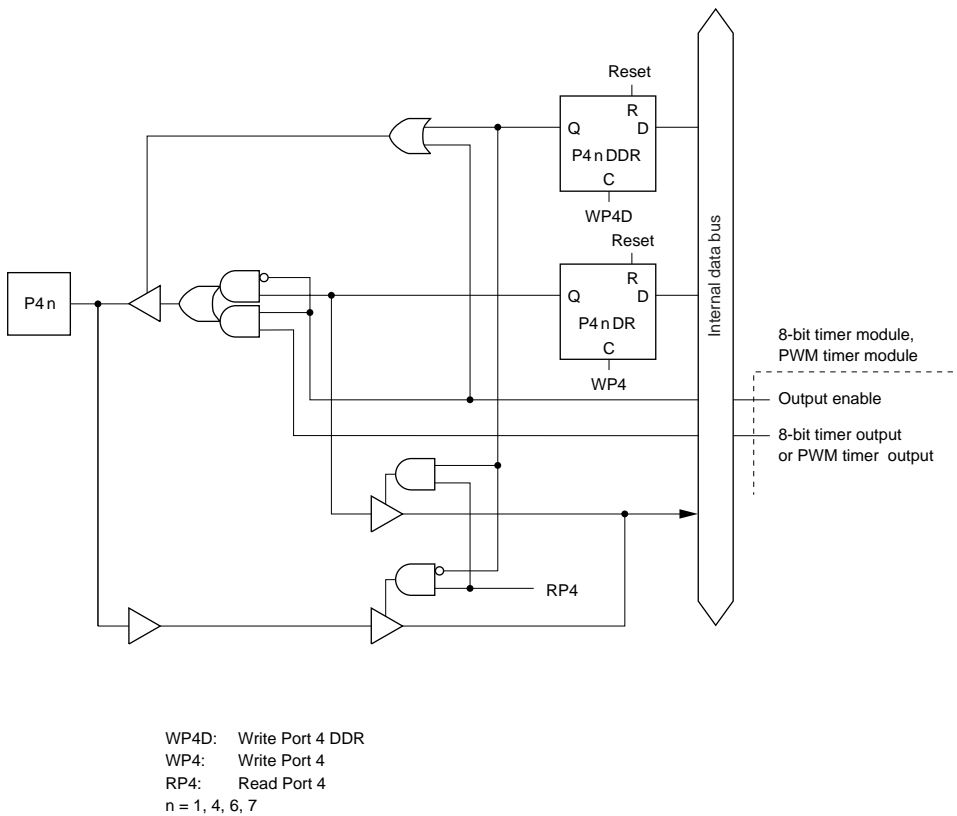 Reset
R
Q D
P4n DDR
C
WP4D
Reset
R
Q D
P4n DR
C
WP4
P4n
Internal data bus
8-bit timer module,
PWM timer module
Output enable
8-bit timer output
or PWM timer output
RP4
WP4D: Write Port 4 DDR
WP4: Write Port 4
RP4: Read Port 4
n = 1, 4, 6, 7